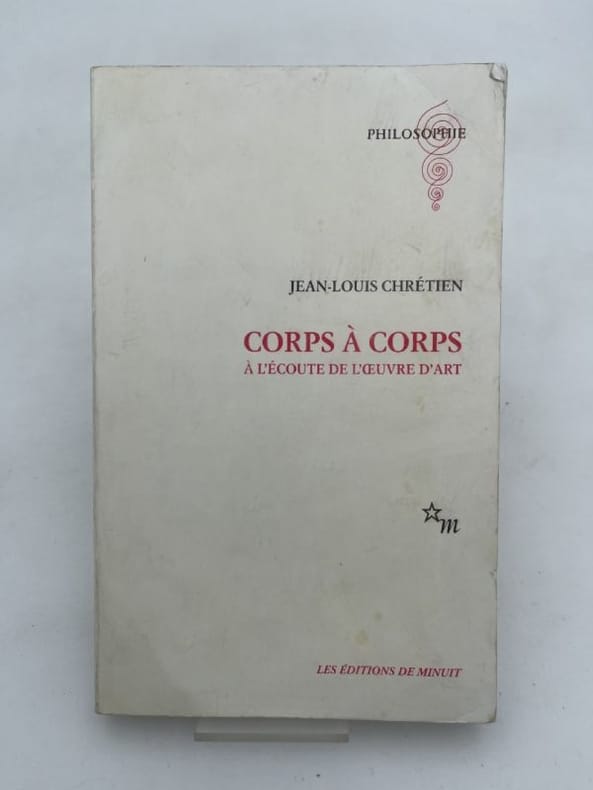 PHILOSOPHIE
JEAN-LOUIS CHRÉTIEN
CORPS À CORPS
À L'ÉCOUTE DE L'ŒUVRE D'ART
m
LES ÉDITIONS DE MINUIT